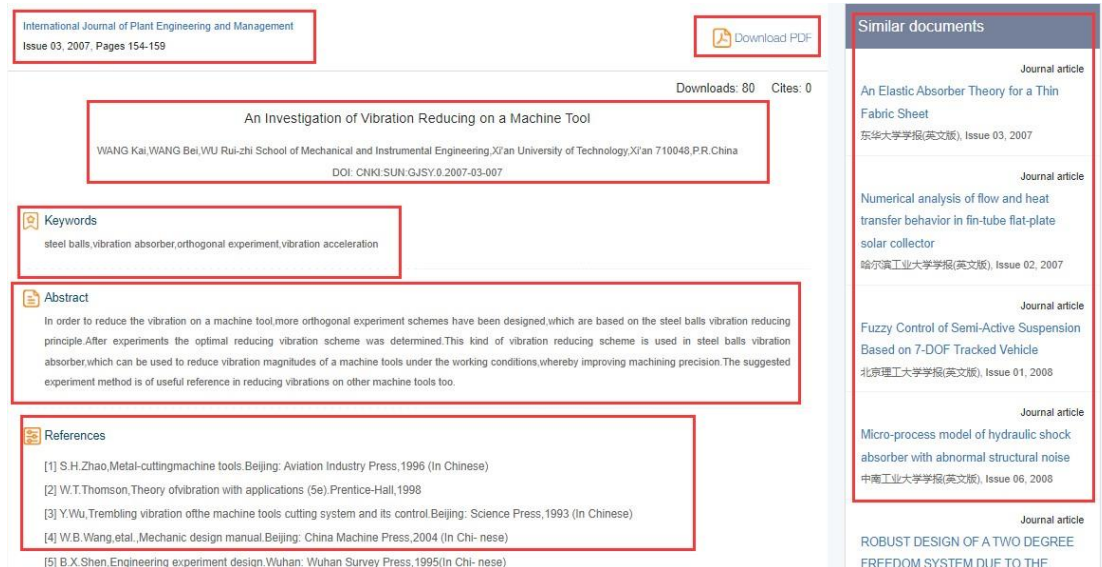 International Journal of Plant Engineering and Management
Issue 03, 2007, Pages 154-159
Download PDF
Downloads: 80 Cites: 0
An Investigation of Vibration Reducing on a Machine Tool
WANG Kai,WANG Bei,WU Rui-zhi School of Mechanical and Instrumental Engineering,Xi'an University of Technology,Xi'an 710048,P.R.China
DOI: CNKI:SUN:GJSY.0.2007-03-007
Keywords
steel balls,vibration absorber,orthogonal experiment,vibration acceleration
Abstract
In order to reduce the vibration on a machine tool,more orthogonal experiment schemes have been designed,which are based on the steel balls vibration reducing
principle.After experiments the optimal reducing vibration scheme was determined.This kind of vibration reducing scheme is used in steel balls vibration
absorber,which can be used to reduce vibration magnitudes of a machine tools under the working conditions,whereby improving machining precision.The suggested
experiment method is of useful reference in reducing vibrations on other machine tools too.
References
[1] S.H.Zhao,Metal-cuttingmachine tools.Beijing: Aviation Industry Press,1996 (In Chinese)
[2] W.T.Thomson,Theory ofvibration with applications (5e).Prentice-Hall,1998
[3] Y.Wu,Trembling vibration ofthe machine tools cutting system and its control.Beijing: Science Press,1993 (In Chinese)
[4] W.B.Wang,etal.,Mechanic design manual.Beijing: China Machine Press,2004 (In Chi- nese)
[5] B.X.Shen,Engineering experiment design.Wuhan: Wuhan Survey Press,1995(In Chi- nese)
Similar documents
Journal article
An Elastic Absorber Theory for a Thin
Fabric Sheet
东华大学学报(英文版), Issue 03, 2007
Journal article
Numerical analysis of flow and heat
transfer behavior in fin-tube flat-plate
solar collector
哈尔滨工业大学学报(英文版), Issue 02, 2007
Journal article
Fuzzy Control of Semi-Active Suspension
Based on 7-DOF Tracked Vehicle
北京理工大学学报(英文版), Issue 01, 2008
Journal article
Micro-process model of hydraulic shock
absorber with abnormal structural noise
中南工业大学学报(英文版), Issue 06, 2008
Journal article
ROBUST DESIGN OF A TWO DEGREE
FREEDOM SYSTEM DUE TO THE